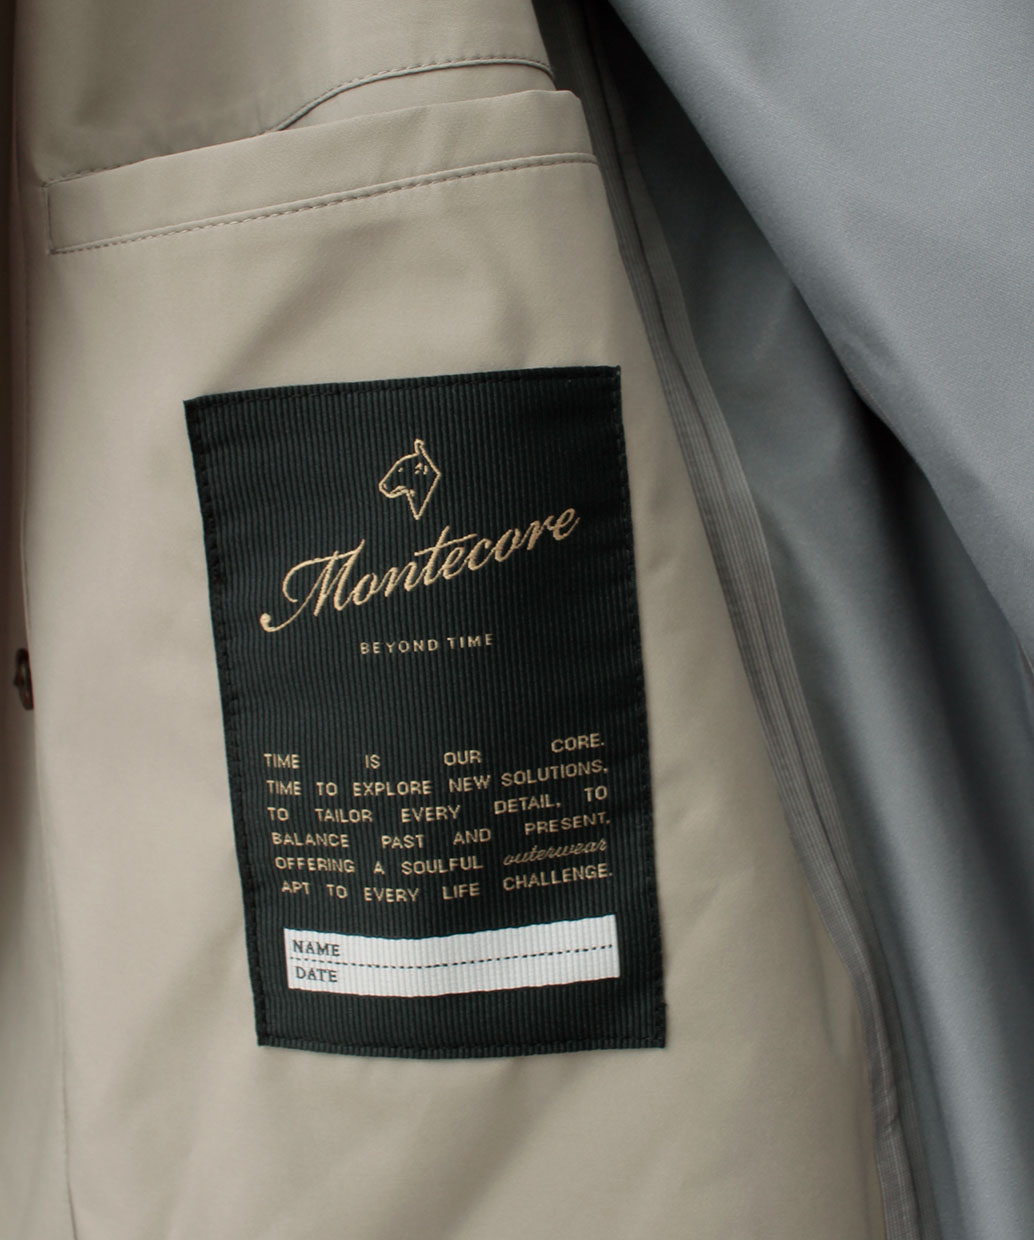 Montecore
BEYOND TIME
TIME IS OUR CORE.
TIME TO EXPLORE NEW SOLUTIONS,
TO TAILOR EVERY DETAIL, TO
BALANCE PAST AND PRESENT,
OFFERING A SOULFUL outerwear
APT TO EVERY LIFE CHALLENGE.
NAME
DATE